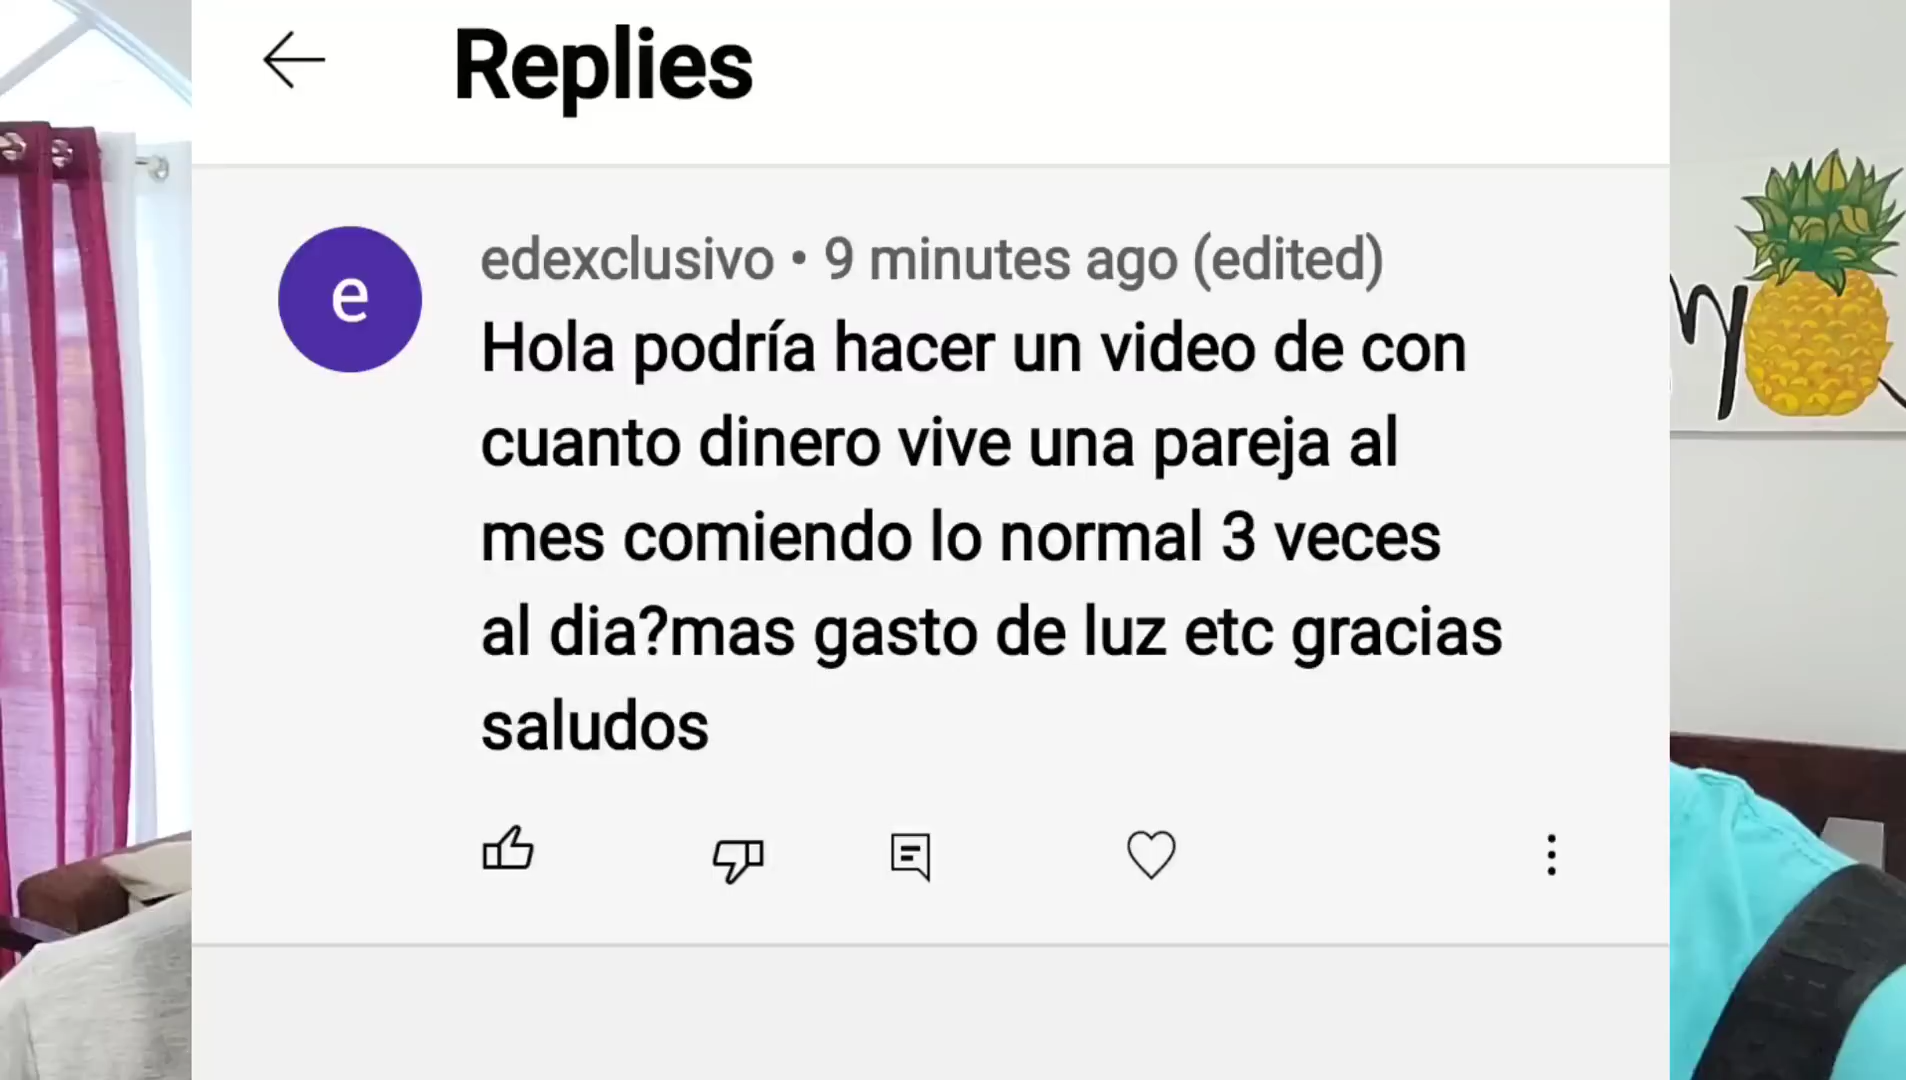 Replies
e
edexclusivo • 9 minutes ago (edited)
Hola podría hacer un video de con
cuanto dinero vive una pareja al
mes comiendo lo normal 3 veces
al dia?mas gasto de luz etc gracias
saludos